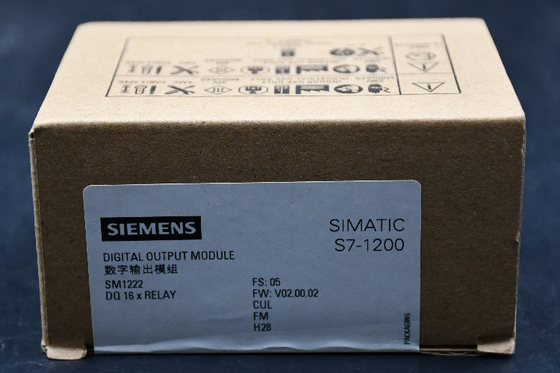 SIEMENS
SIMATIC
S7-1200
DIGITAL OUTPUT MODULE
数字输出模组
SM1222
DQ 16 x RELAY
FS: 05
FW: V02.00.02
CUL
FM
H28
PACKAGING